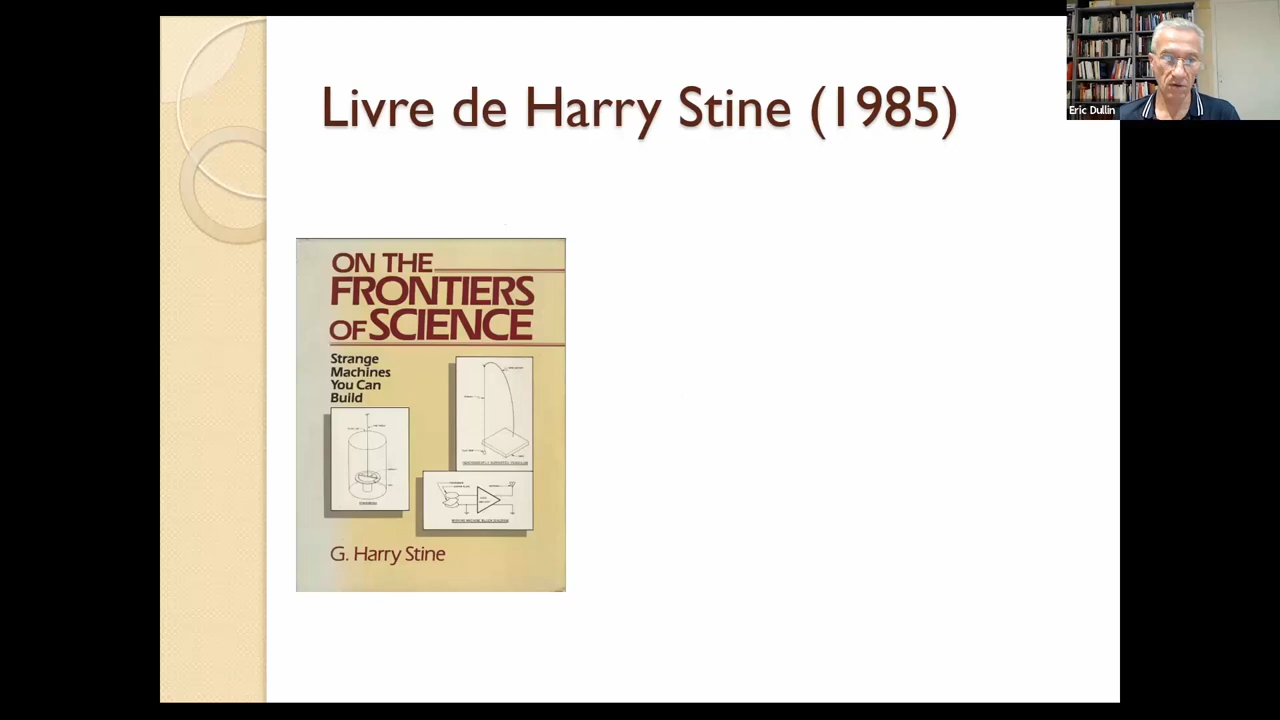 Livre de Harry Stine (1985)
Eric Dullin
ON THE
FRONTIERS
OF SCIENCE
Strange
Machines
You Can
Build
G. Harry Stine